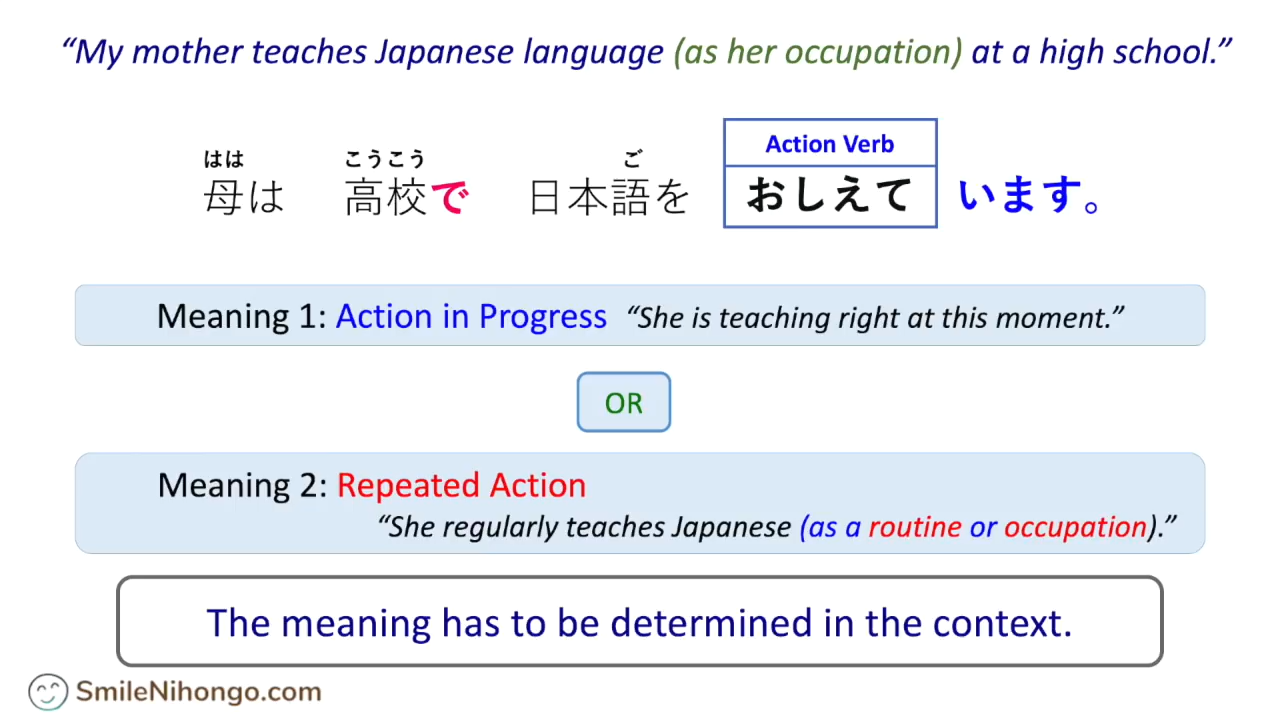 “My mother teaches Japanese language (as her occupation) at a high school.”
Action Verb
はは こうこう ご
母は 高校で 日本語を おしえて います。
Meaning 1: Action in Progress “She is teaching right at this moment.”
OR
Meaning 2: Repeated Action
“She regularly teaches Japanese (as a routine or occupation).”
The meaning has to be determined in the context.
SmileNihongo.com